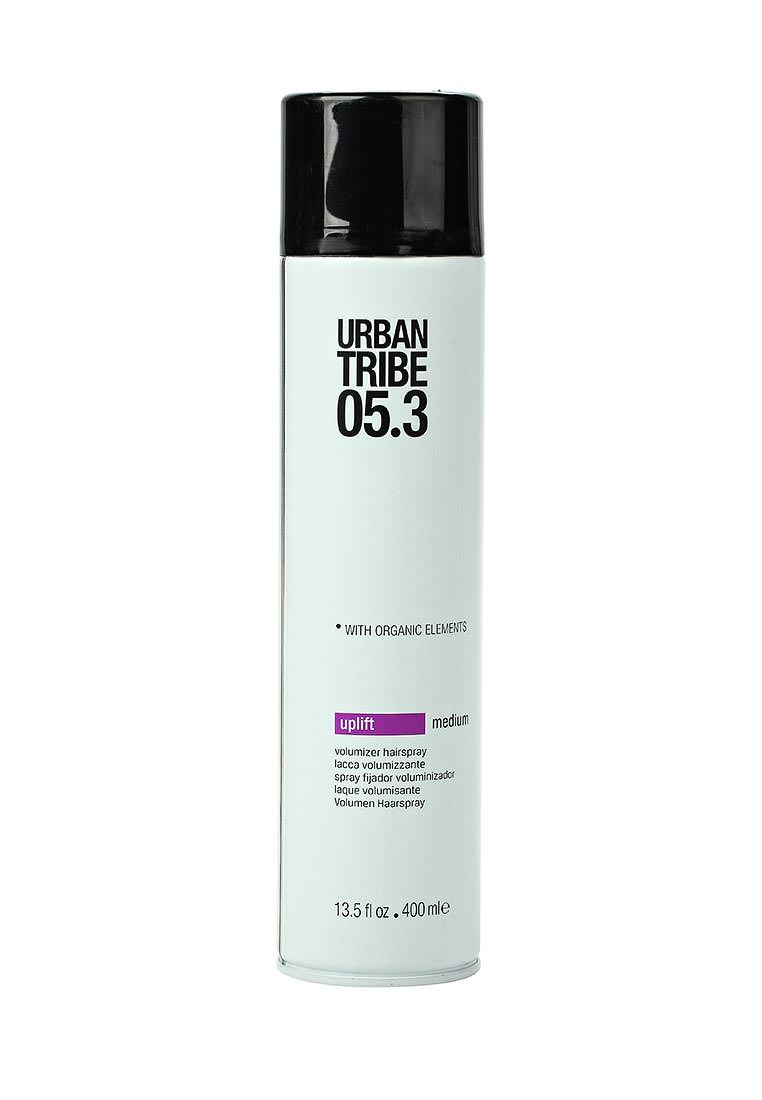 URBAN
TRIBE
05.3
• WITH ORGANIC ELEMENTS
uplift medium
volumizer hairspray
lacca volumizzante
spray fijador voluminizador
laque volumisante
Volumen Haarspray
13.5 fl oz . 400 ml℮